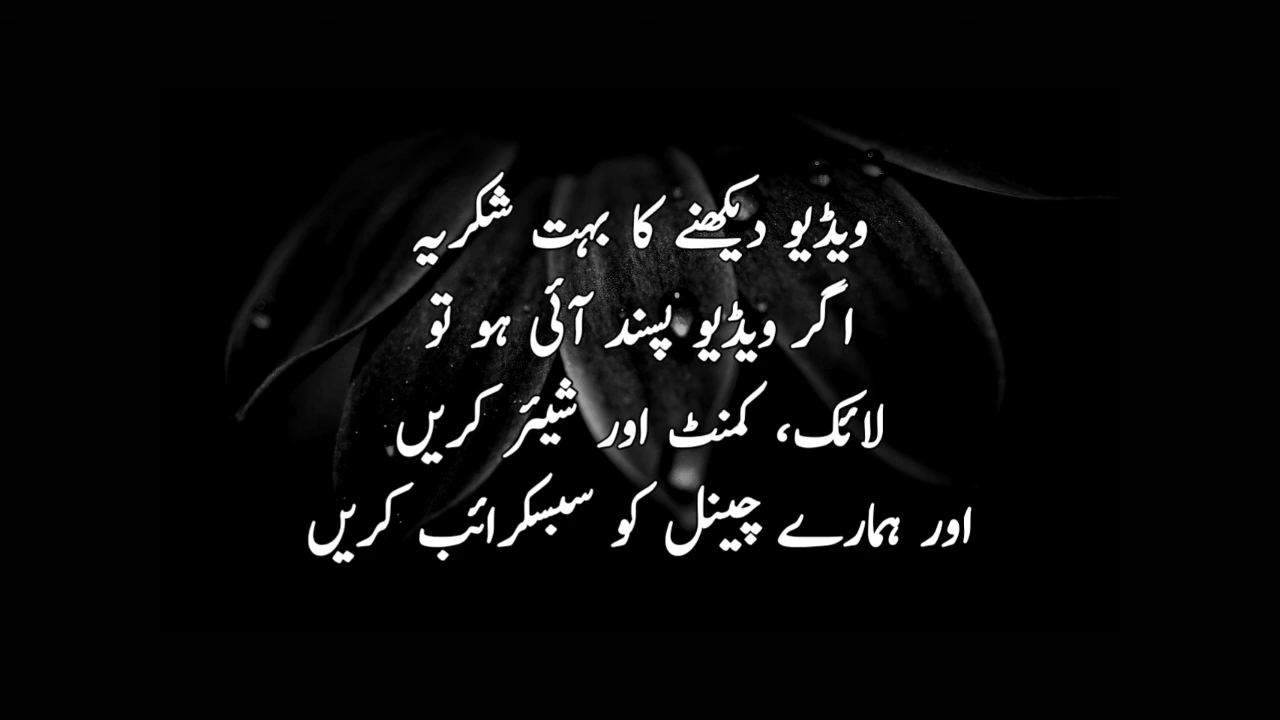 ویڈیو دیکھنے کا بہت شکریہ
اگر ویڈیو پسند آئی ہو تو
لائک، کمنٹ اور شیئر کریں
اور ہمارے چینل کو سبسکرائب کریں